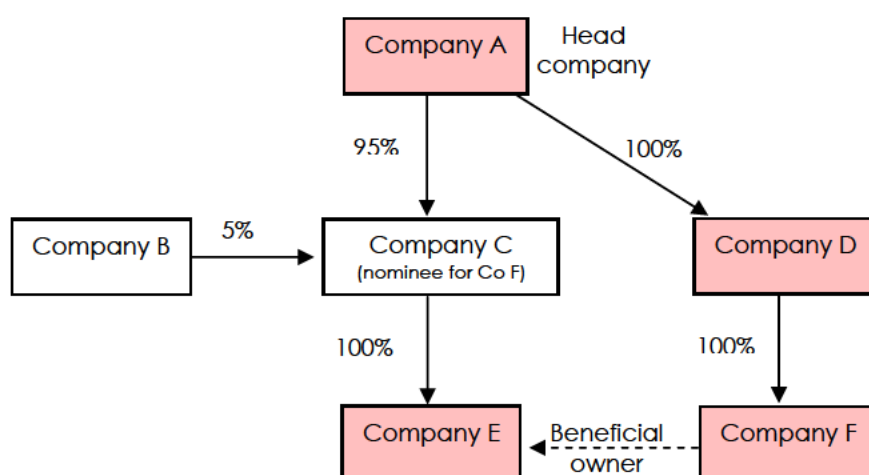 Company A
Head
company
95%
100%
Company B
5%
Company C
(nominee for Co F)
Company D
100%
100%
Company E
Beneficial
owner
Company F